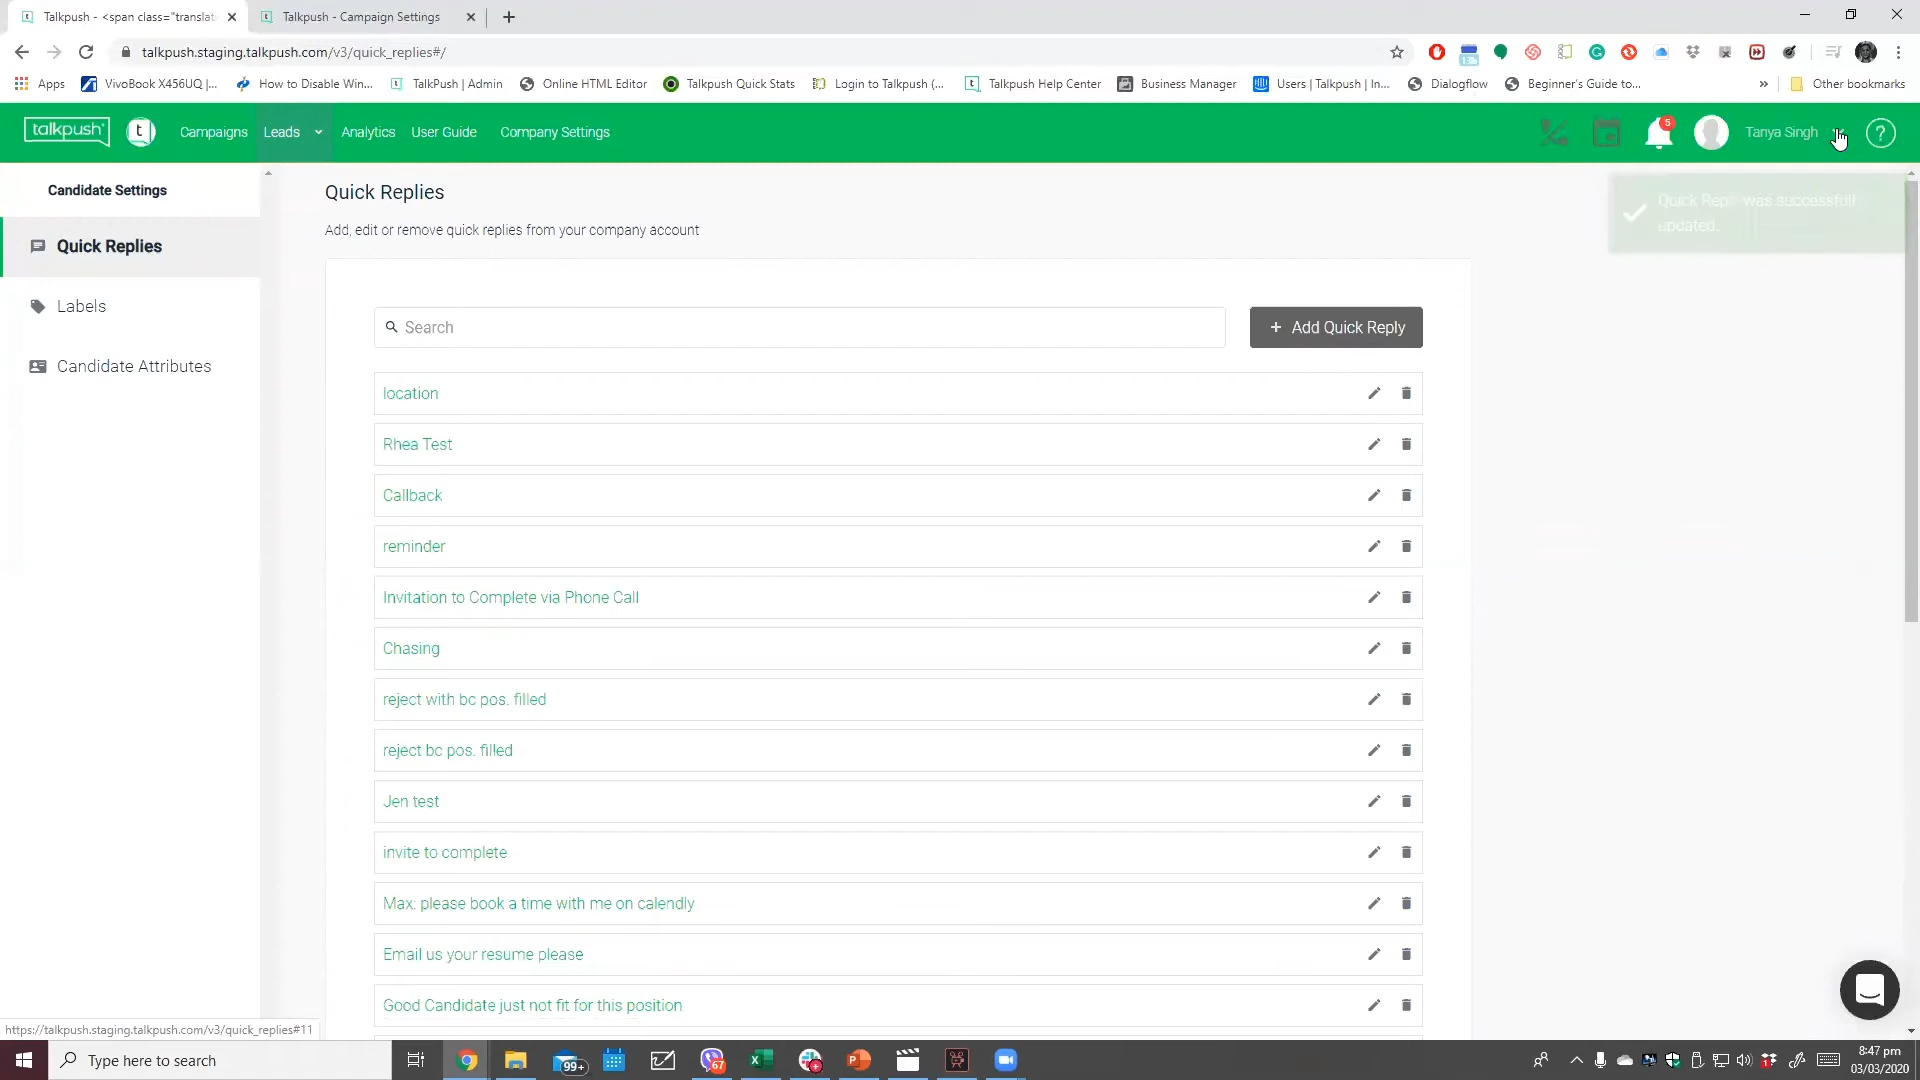 Talkpush - <span class="translat
Talkpush - Campaign Settings
talkpush.staging.talkpush.com/v3/quick_replies#/
Apps
VivoBook X456UQ |...
How to Disable Win...
TalkPush | Admin
Online HTML Editor
Talkpush Quick Stats
Login to Talkpush (...
Talkpush Help Center
Business Manager
Users | Talkpush | In...
Dialogflow
Beginner's Guide to...
»
Other bookmarks
talkpush
t
Campaigns
Leads
Analytics
User Guide
Company Settings
5
Tanya Singh
?
Candidate Settings
Quick Replies
Labels
Candidate Attributes
Quick Replies
Add, edit or remove quick replies from your company account
Quick Reply was successfull
updated.
Search
+ Add Quick Reply
location
Rhea Test
Callback
reminder
Invitation to Complete via Phone Call
Chasing
reject with bc pos. filled
reject bc pos. filled
Jen test
invite to complete
Max: please book a time with me on calendly
Email us your resume please
Good Candidate just not fit for this position
https://talkpush.staging.talkpush.com/v3/quick_replies#11
Type here to search
99+
67
8:47 pm
03/03/2020